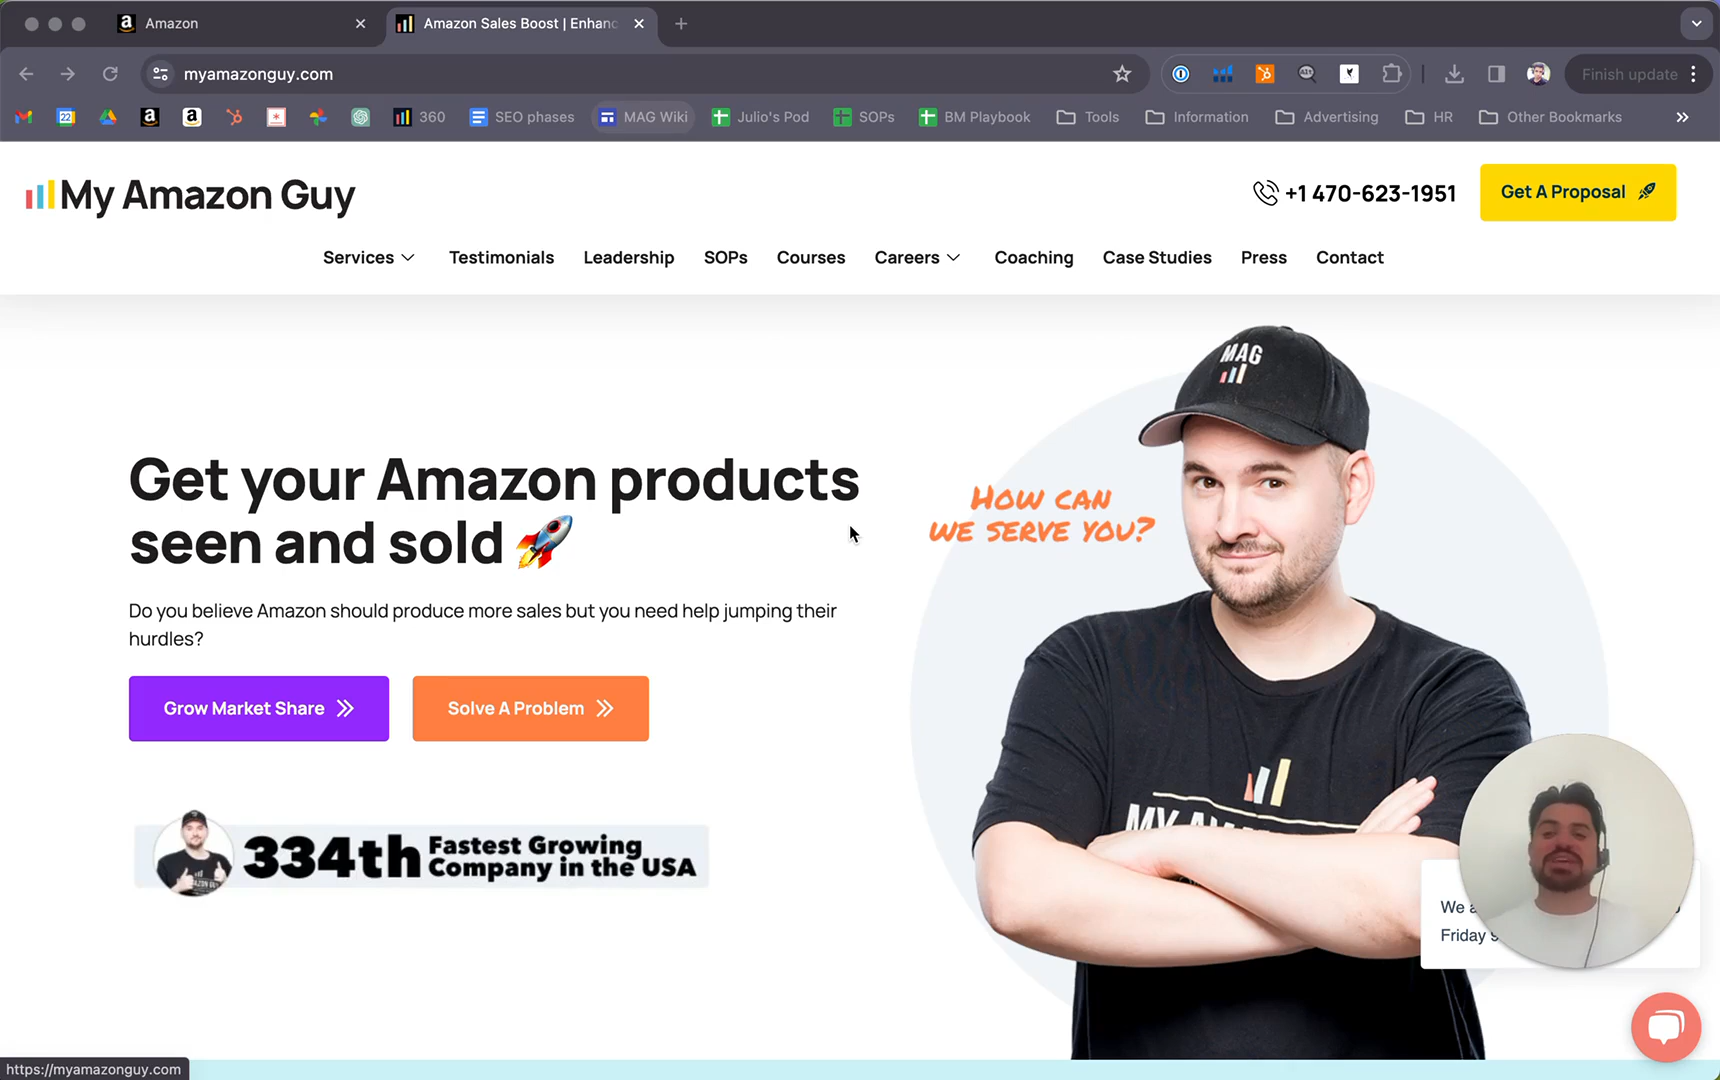 Amazon
Amazon Sales Boost | Enhanc
myamazonguy.com
Finish update
22
360
SEO phases
MAG Wiki
Julio's Pod
SOPs
BM Playbook
Tools
Information
Advertising
HR
Other Bookmarks
My Amazon Guy
+1 470-623-1951
Get A Proposal
Services
Testimonials
Leadership
SOPs
Courses
Careers
Coaching
Case Studies
Press
Contact
MAG
Get your Amazon products
seen and sold
How can
we serve you?
Do you believe Amazon should produce more sales but you need help jumping their
hurdles?
Grow Market Share
Solve A Problem
334th
Fastest Growing
Company in the USA
We a
Friday 9
https://myamazonguy.com